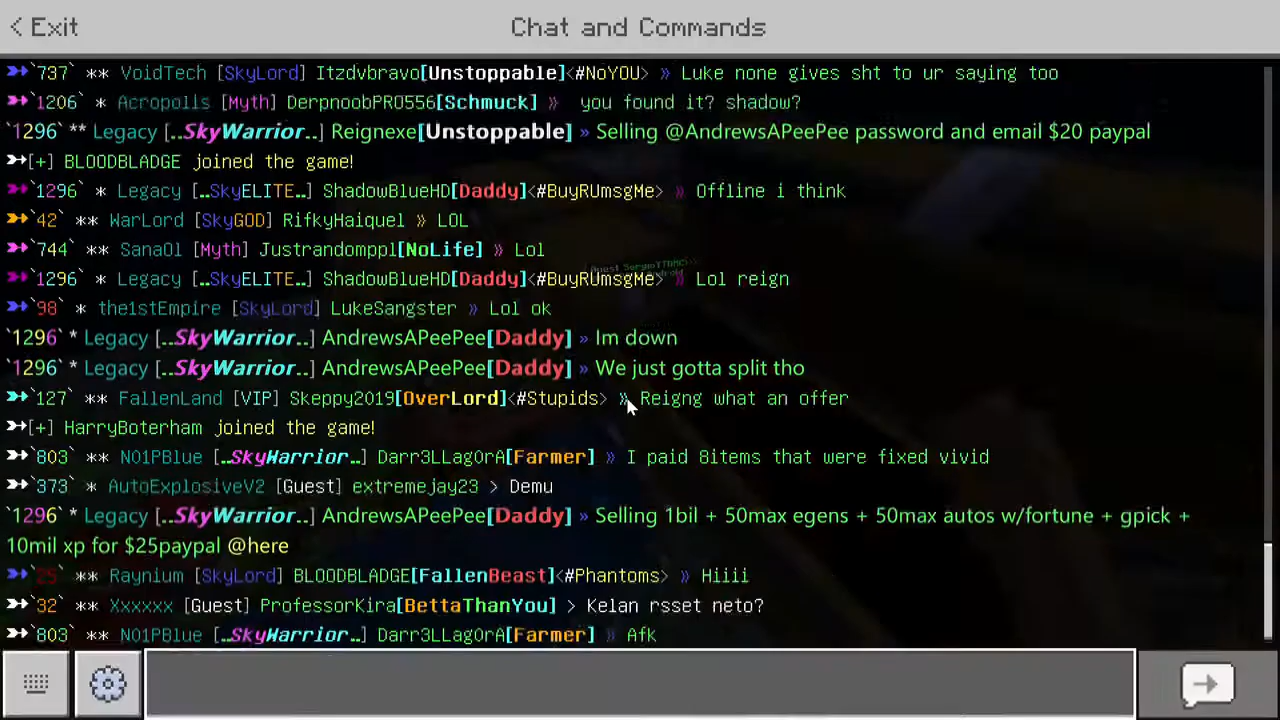 < Exit
Chat and Commands
➳`737` ** VoidTech [SkyLord] Itzdvbravo[Unstoppable]<#NoYOU> » Luke none gives sht to ur saying too
➳`1206` * Acropolis [Myth] DerpnoobPRO556[Schmuck] » you found it? shadow?
`1296` ** Legacy [..SkyWarrior..] Reignexe[Unstoppable] » Selling @AndrewsAPeePee password and email $20 paypal
➳[+] BLOODBLADGE joined the game!
➳`1296` * Legacy [..SkyELITE..] ShadowBlueHD[Daddy]<#BuyRUmsgMe> » Offline i think
➳`42` ** WarLord [SkyGOD] RifkyHaiquel » LOL
➳`744` ** SanaOl [Myth] Justrandomppl[NoLife] » Lol
➳`1296` * Legacy [..SkyELITE..] ShadowBlueHD[Daddy]<#BuyRUmsgMe> » Lol reign
➳`98` * the1stEmpire [SkyLord] LukeSangster » Lol ok
`1296` * Legacy [..SkyWarrior..] AndrewsAPeePee[Daddy] » Im down
`1296` * Legacy [..SkyWarrior..] AndrewsAPeePee[Daddy] » We just gotta split tho
➳`127` ** FallenLand [VIP] Skeppy2019[OverLord]<#Stupids> » Reigng what an offer
➳[+] HarryBoterham joined the game!
➳`803` ** NO1PBlue [..SkyWarrior..] Darr3LLagOrA[Farmer] » I paid 8items that were fixed vivid
➳`373` * AutoExplosiveV2 [Guest] extremejay23 > Demu
`1296` * Legacy [..SkyWarrior..] AndrewsAPeePee[Daddy] » Selling 1bil + 50max egens + 50max autos w/fortune + gpick +
10mil xp for $25paypal @here
➳`25` ** Raynium [SkyLord] BLOODBLADGE[FallenBeast]<#Phantoms> » Hiiii
➳`32` ** Xxxxxx [Guest] ProfessorKira[BettaThanYou] > Kelan rsset neto?
➳`803` ** NO1PBlue [..SkyWarrior..] Darr3LLagOrA[Farmer] » Afk